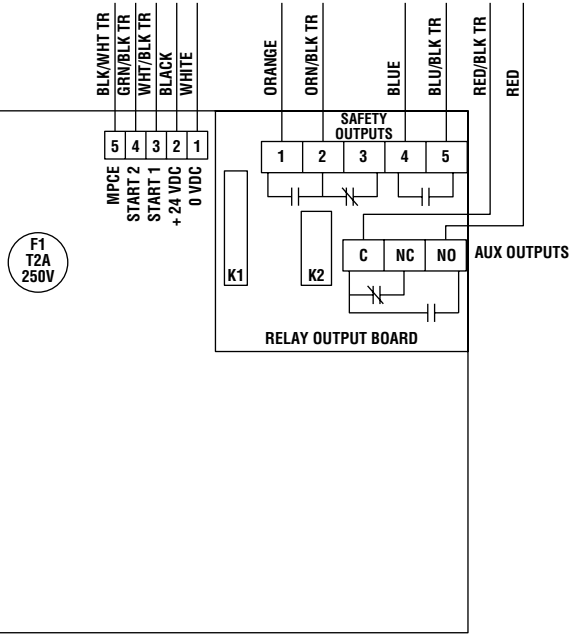 BLK/WHT TR
GRN/BLK TR
WHT/BLK TR
BLACK
WHITE
ORANGE
ORN/BLK TR
BLUE
BLU/BLK TR
RED/BLK TR
RED
SAFETY
OUTPUTS
5 4 3 2 1
1 2 3 4 5
MPCE
START 2
START 1
+ 24 VDC
0 VDC
F1
T2A
250V
K1
K2
C NC NO
AUX OUTPUTS
RELAY OUTPUT BOARD